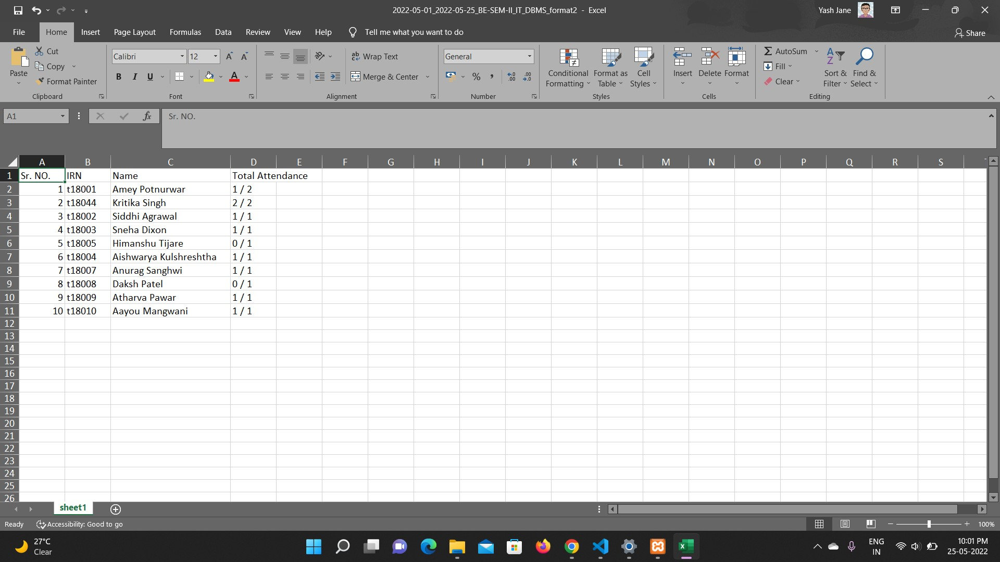 2022-05-01_2022-05-25_BE-SEM-II_IT_DBMS_format2 - Excel
Yash Jane
File Home Insert Page Layout Formulas Data Review View Help Tell me what you want to do
Share
Paste
Cut
Copy
Format Painter
Clipboard
Calibri 12
B I U
Font
Wrap Text
Merge & Center
Alignment
General
% ,
Number
Conditional Formatting
Format as Table
Cell Styles
Styles
Insert
Delete
Format
Cells
AutoSum
Fill
Clear
Sort & Filter
Find & Select
Editing
A1 fx Sr. NO.
A B C D E F G H I J K L M N O P Q R S
1 Sr. NO. IRN Name Total Attendance
2 1 t18001 Amey Potnurwar 1 / 2
3 2 t18044 Kritika Singh 2 / 2
4 3 t18002 Siddhi Agrawal 1 / 1
5 4 t18003 Sneha Dixon 1 / 1
6 5 t18005 Himanshu Tijare 0 / 1
7 6 t18004 Aishwarya Kulshreshtha 1 / 1
8 7 t18007 Anurag Sanghwi 1 / 1
9 8 t18008 Daksh Patel 0 / 1
10 9 t18009 Atharva Pawar 1 / 1
11 10 t18010 Aayou Mangwani 1 / 1
12
13
14
15
16
17
18
19
20
21
22
23
24
25
26
sheet1
Ready Accessibility: Good to go 100%
27°C
Clear
ENG
IN
10:01 PM
25-05-2022